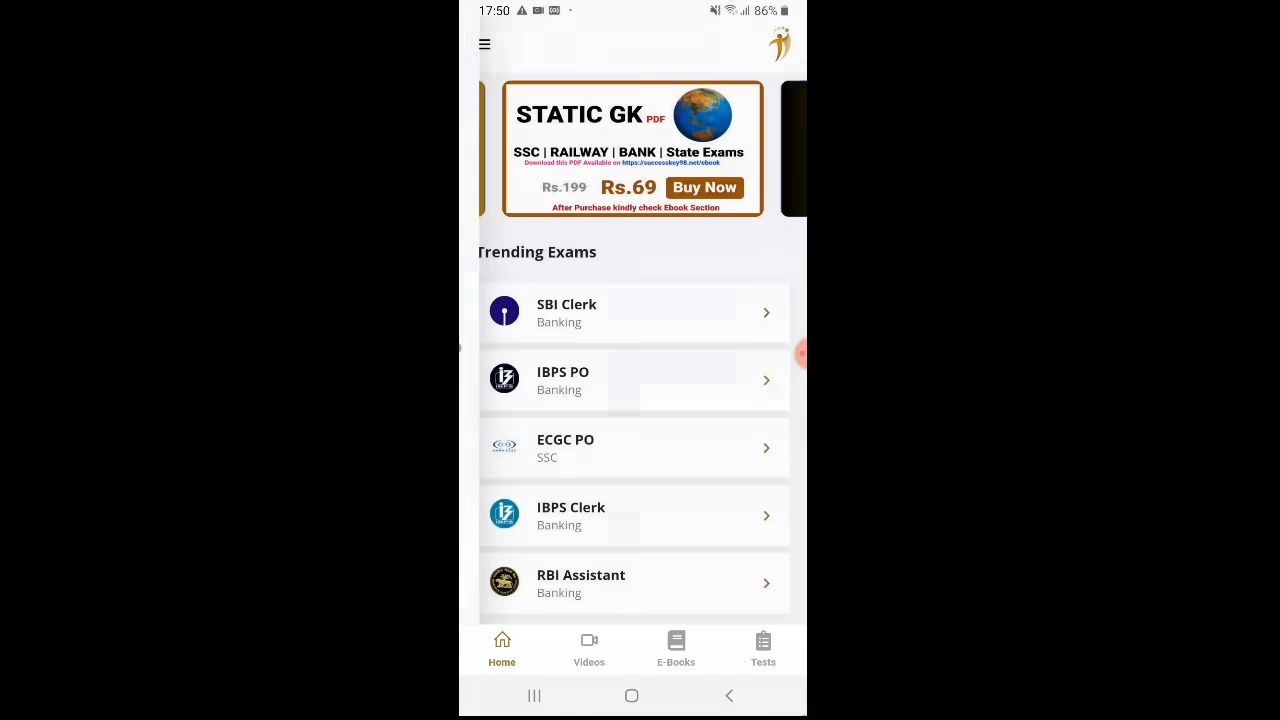 17:50
86%
STATIC GK PDF
SSC | RAILWAY | BANK | State Exams
Download this PDF Available on https://successkey98.net/ebook
Rs.199 Rs.69 Buy Now
After Purchase kindly check Ebook Section
Trending Exams
SBI Clerk
Banking
IBPS PO
Banking
ECGC PO
SSC
IBPS Clerk
Banking
RBI Assistant
Banking
Home
Videos
E-Books
Tests